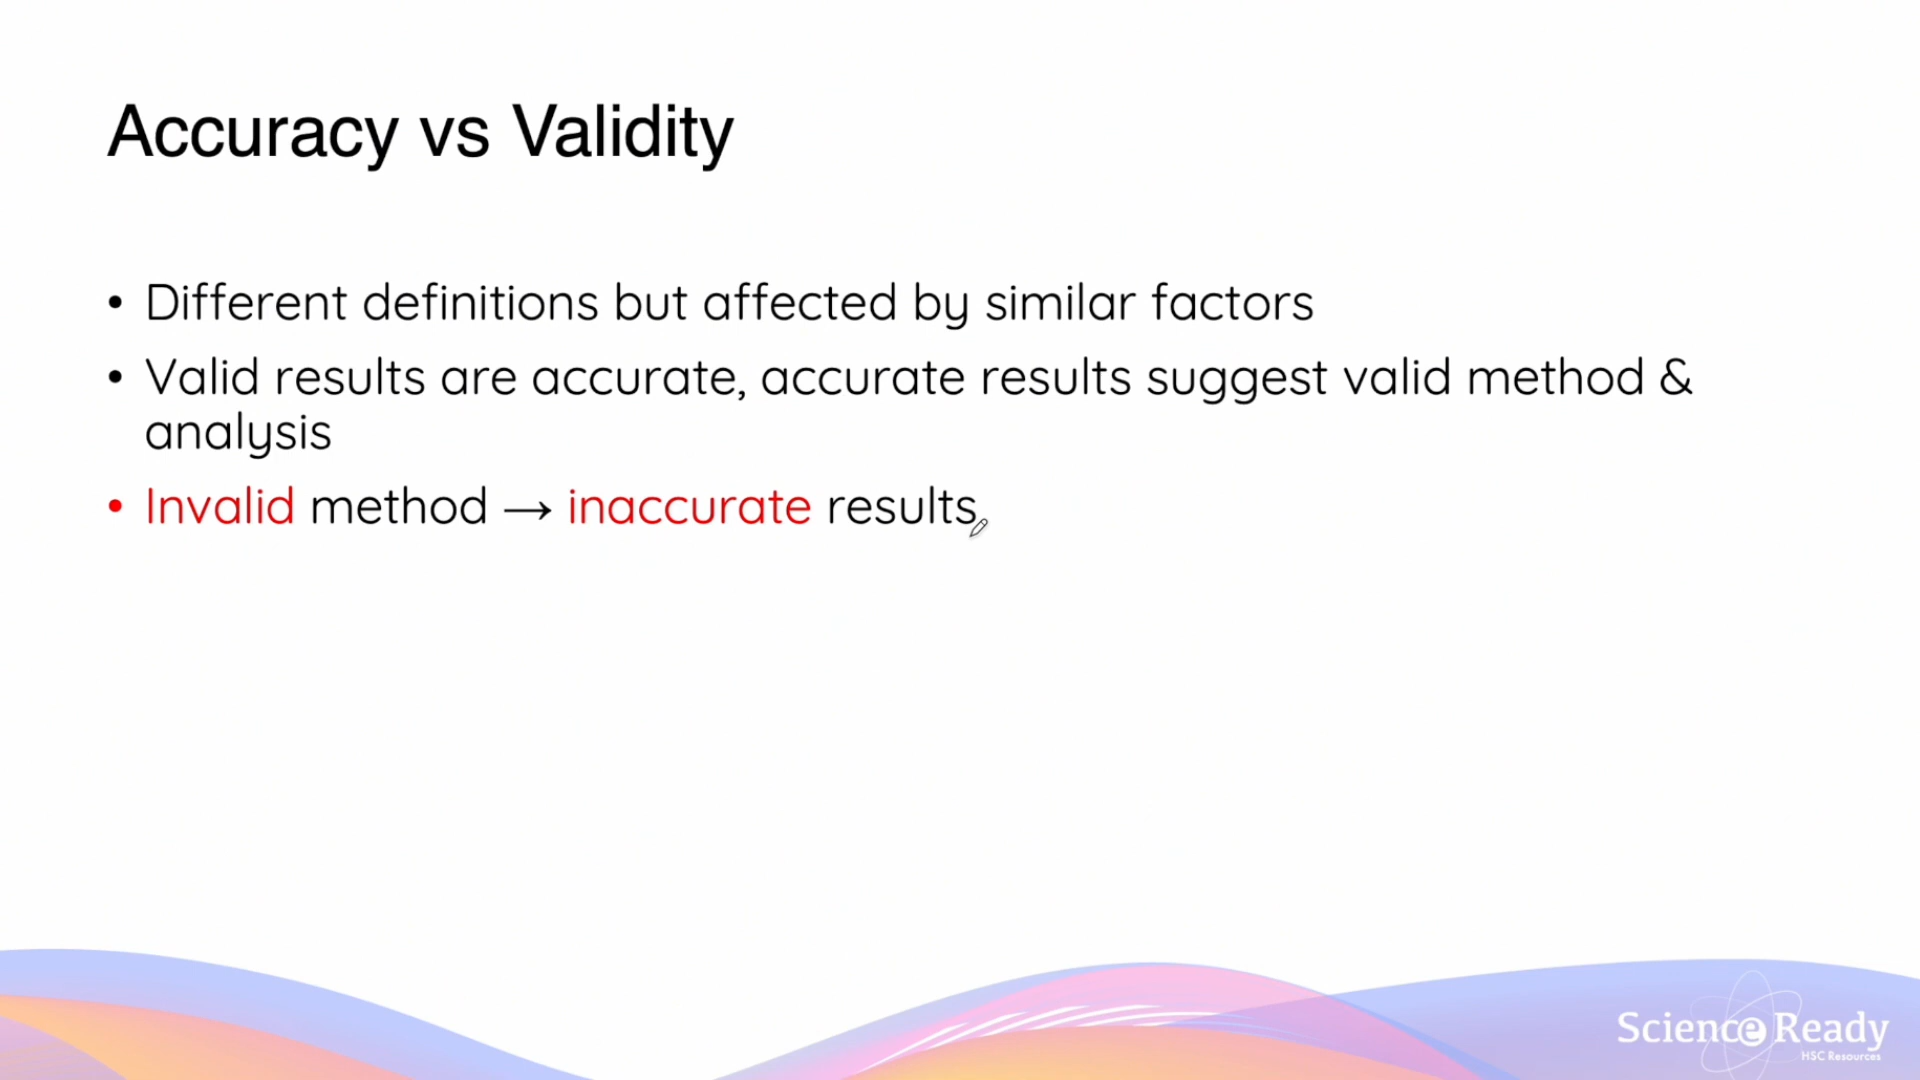 Accuracy vs Validity
• Different definitions but affected by similar factors
• Valid results are accurate, accurate results suggest valid method &
analysis
• Invalid method → inaccurate results
Science Ready
HSC Resources